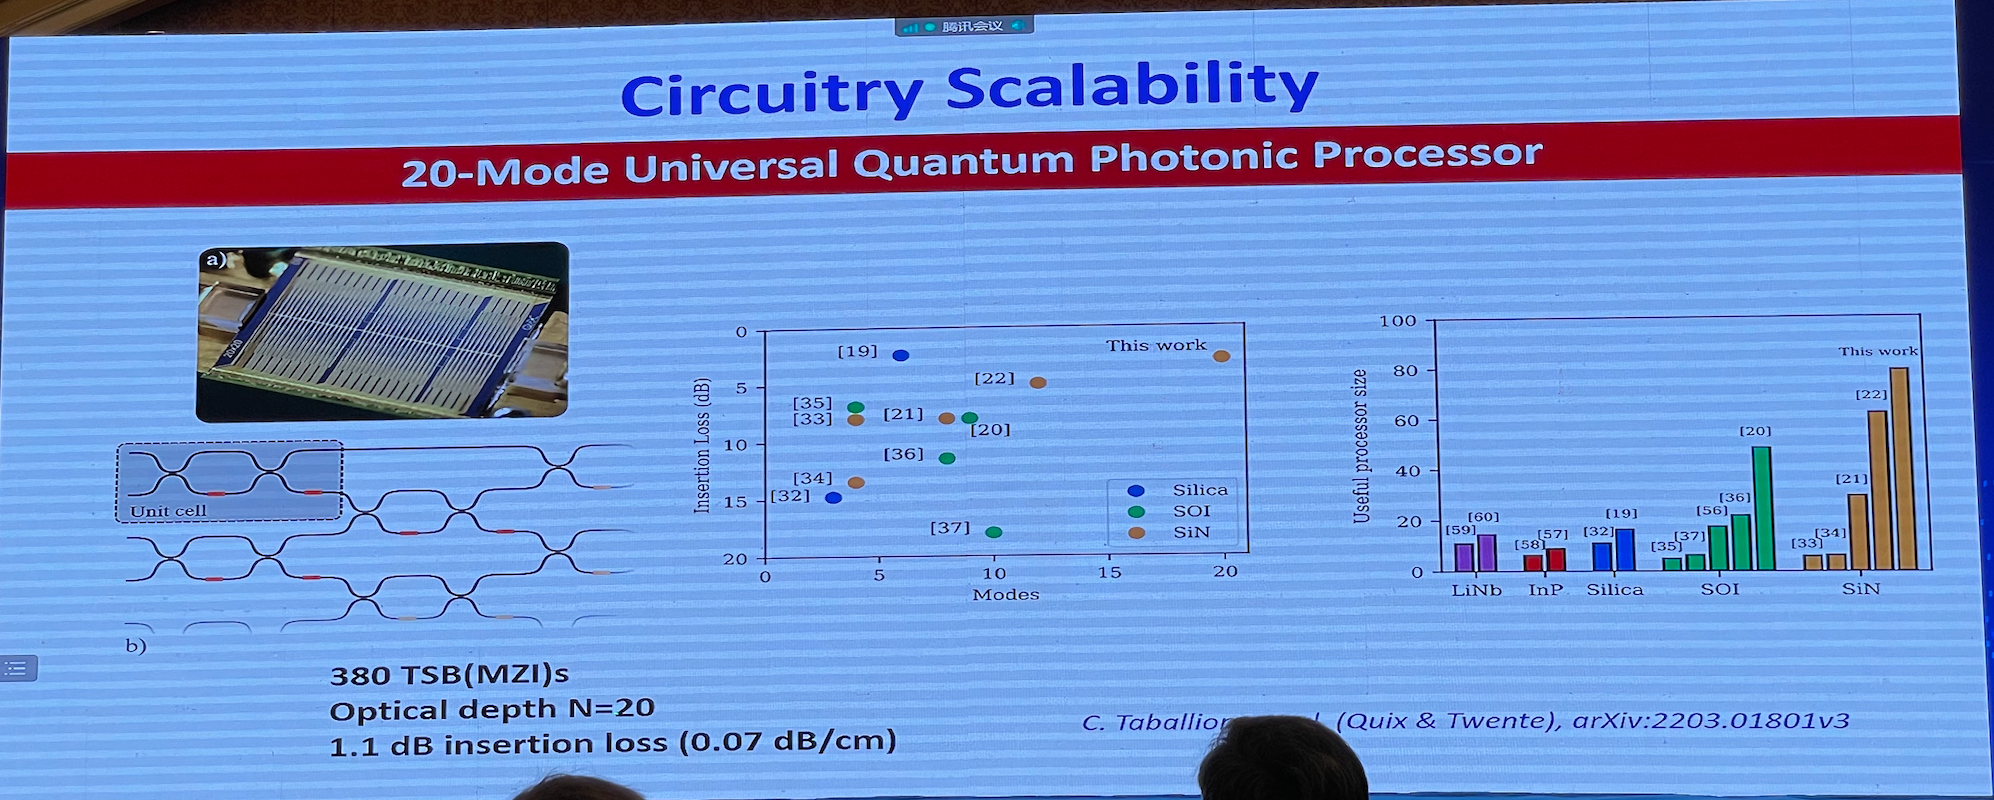 腾讯会议
Circuitry Scalability
20-Mode Universal Quantum Photonic Processor
a)
20x20
QuiX
Unit cell
b)
0
5
10
15
20
Insertion Loss (dB)
[19]
This work
[22]
[35]
[33]
[21]
[20]
[36]
[34]
[32]
[37]
Silica
SOI
SiN
0
5
10
15
20
Modes
100
80
60
40
20
0
Useful processor size
This work
[22]
[20]
[21]
[36]
[59]
[60]
[58]
[57]
[32]
[19]
[35]
[37]
[56]
[33]
[34]
LiNb
InP
Silica
SOI
SiN
380 TSB(MZI)s
Optical depth N=20
1.1 dB insertion loss (0.07 dB/cm)
C. (Quix & Twente), arXiv:2203.01801v3